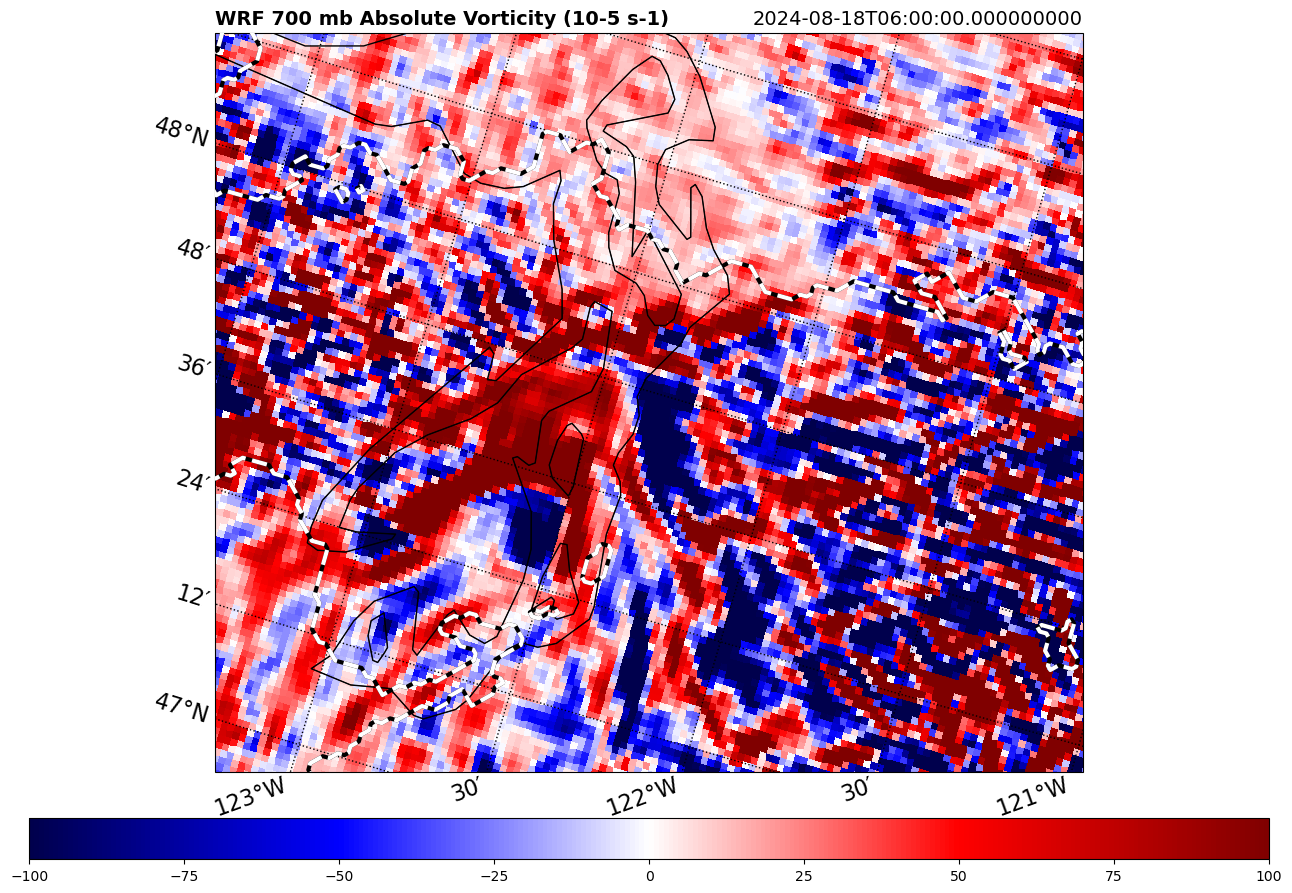 WRF 700 mb Absolute Vorticity (10-5 s-1) 2024-08-18T06:00:00.000000000
48°N
48′
36′
24′
12′
47°N
123°W 30′ 122°W 30′ 121°W
−100 −75 −50 −25 0 25 50 75 100